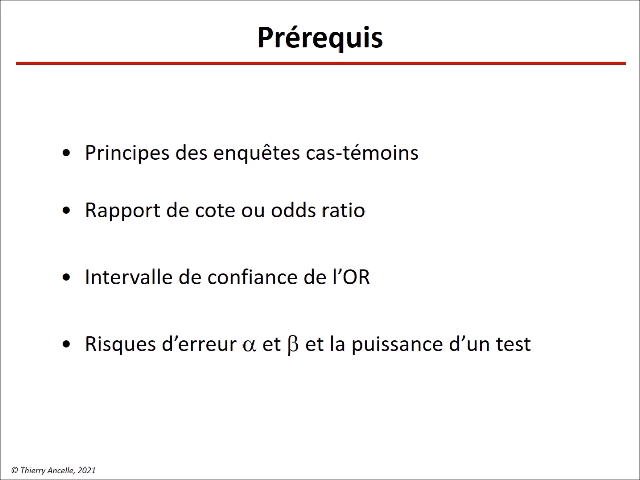 Prérequis
• Principes des enquêtes cas-témoins
• Rapport de cote ou odds ratio
• Intervalle de confiance de l’OR
• Risques d’erreur α et β et la puissance d’un test
© Thierry Ancelle, 2021